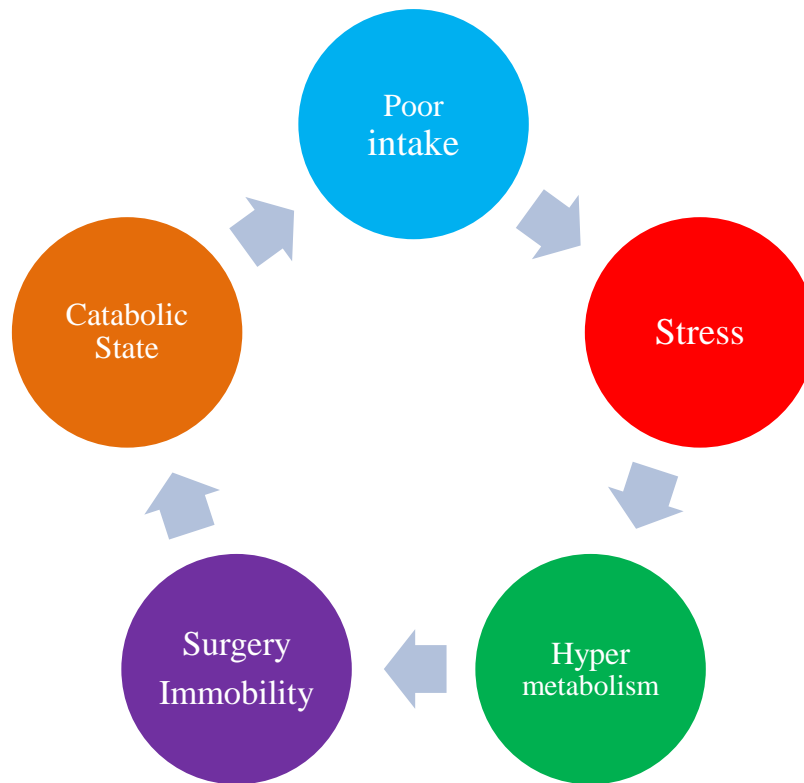 Poor
intake
Stress
Hyper
metabolism
Surgery
Immobility
Catabolic
State